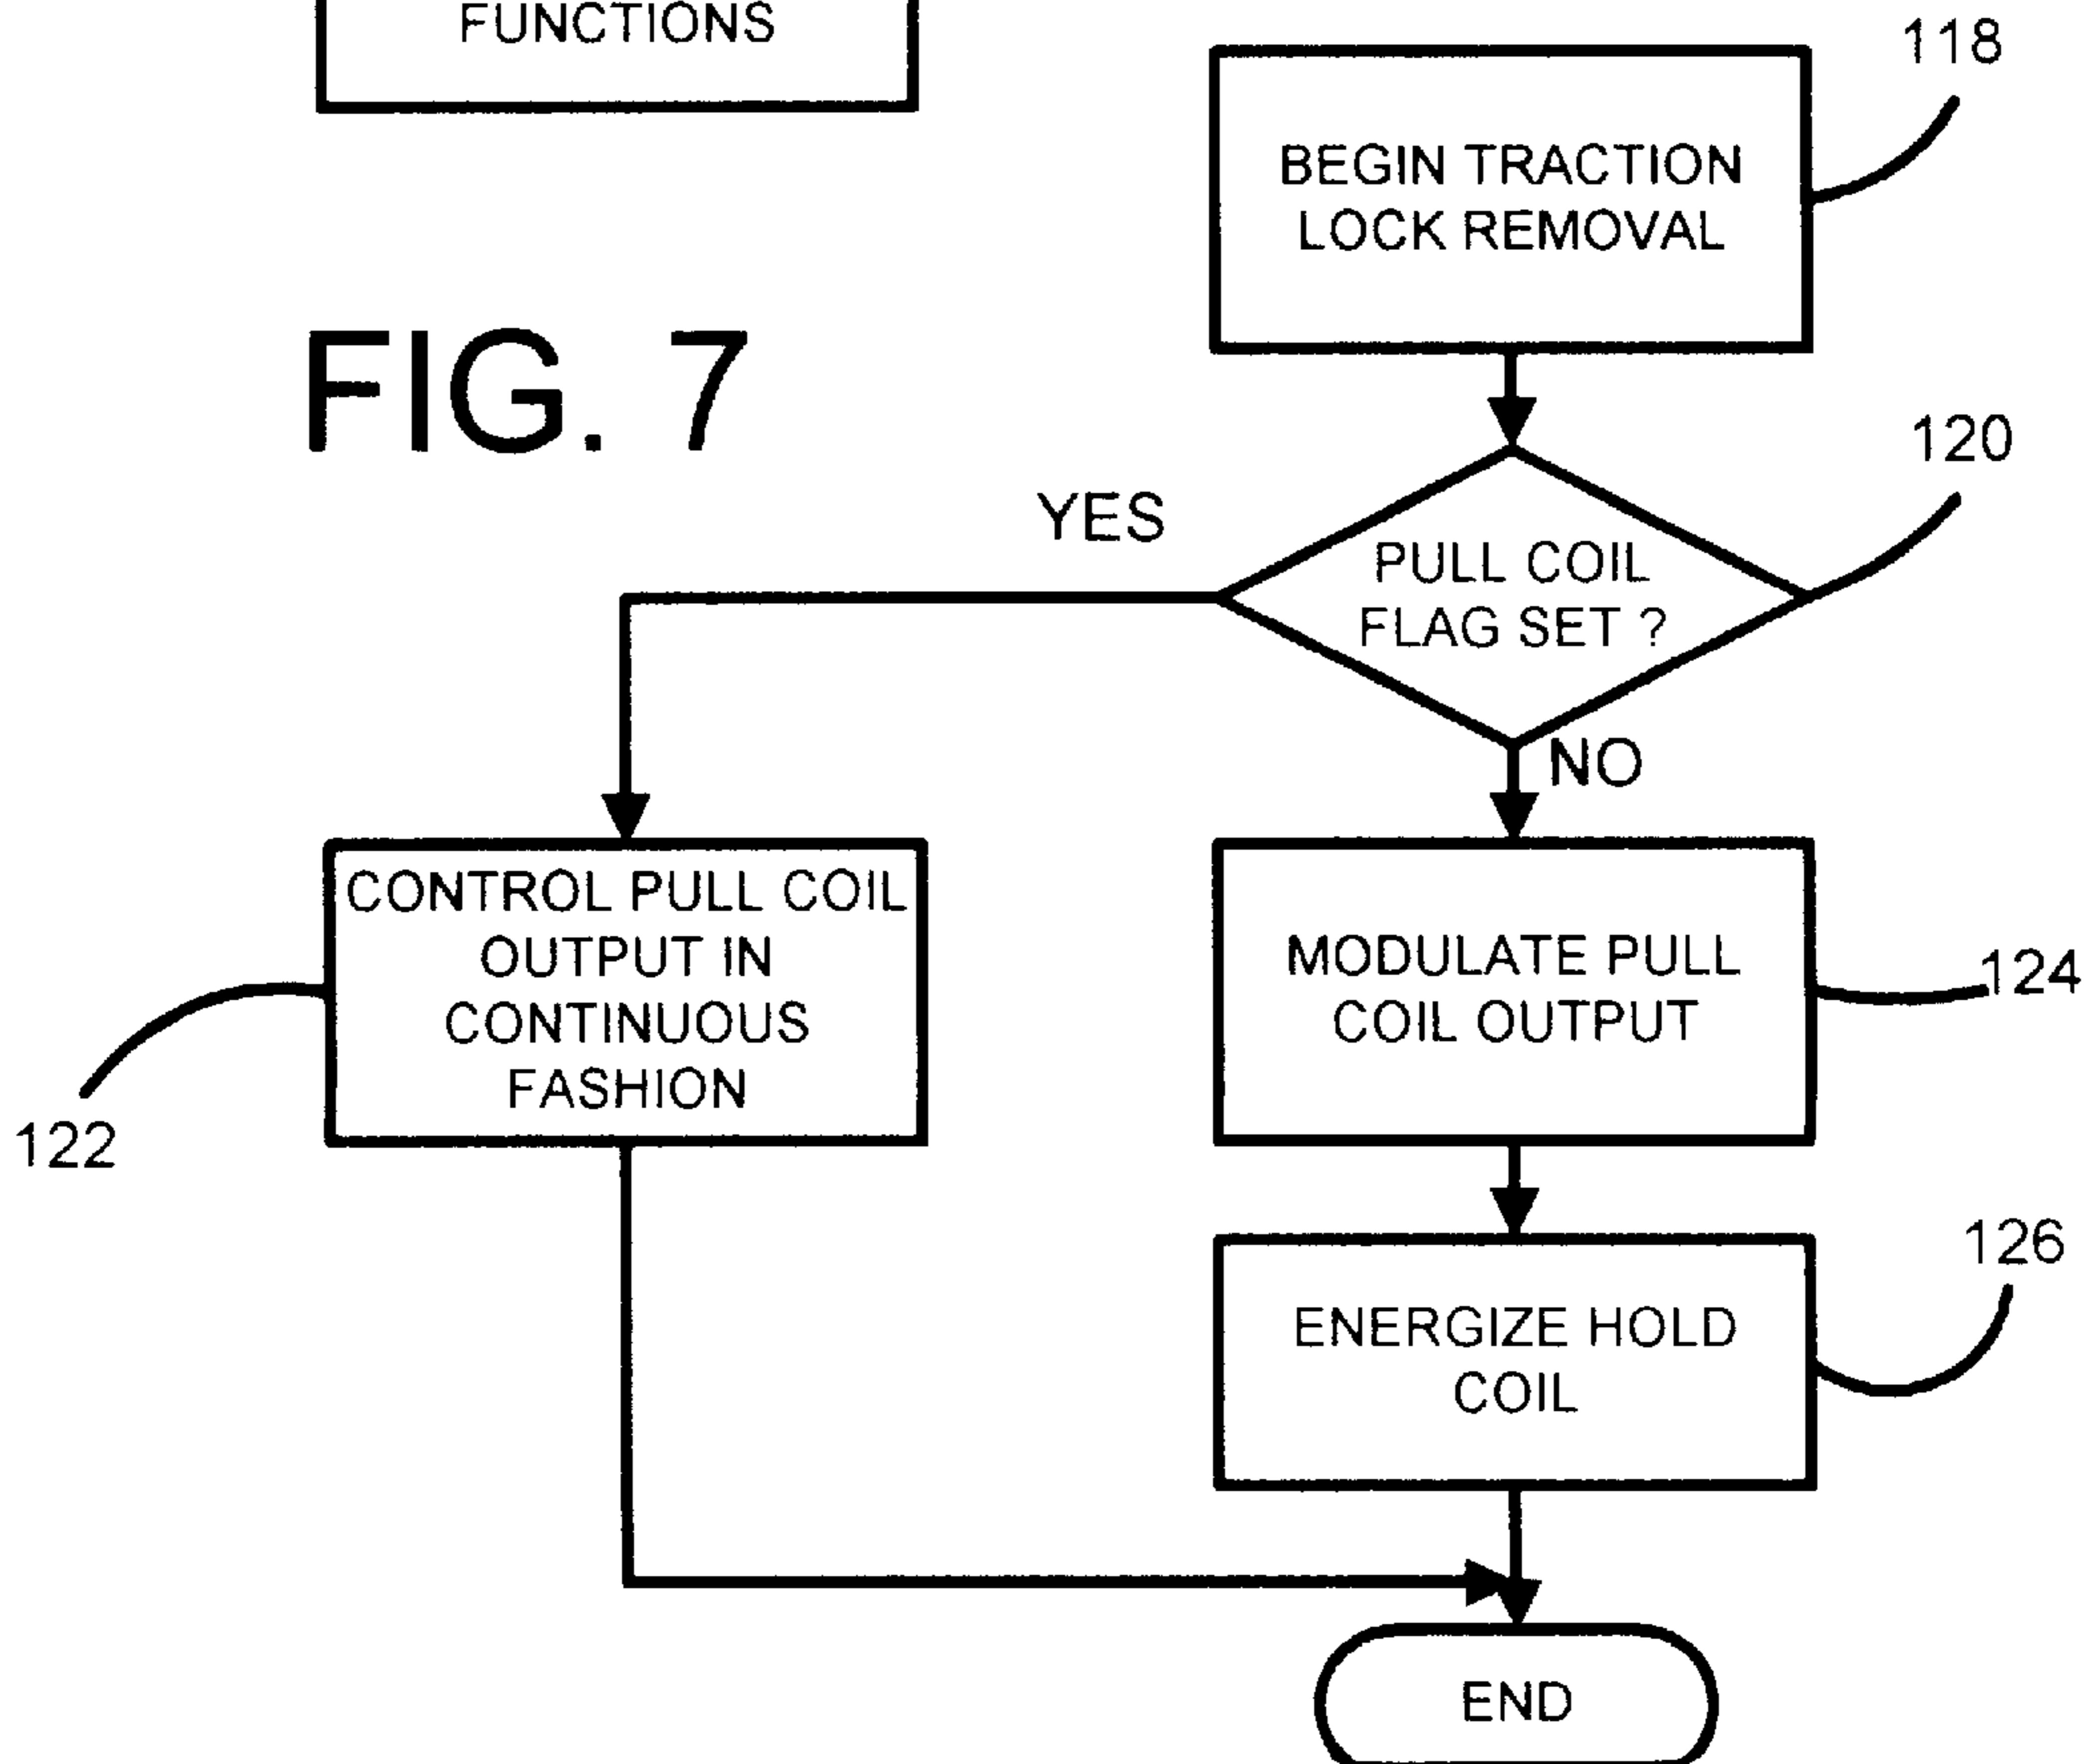 FUNCTIONS
118
BEGIN TRACTION
LOCK REMOVAL
FIG. 7
120
YES
PULL COIL
FLAG SET ?
NO
CONTROL PULL COIL
OUTPUT IN
CONTINUOUS
FASHION
122
MODULATE PULL
COIL OUTPUT
124
126
ENERGIZE HOLD
COIL
END